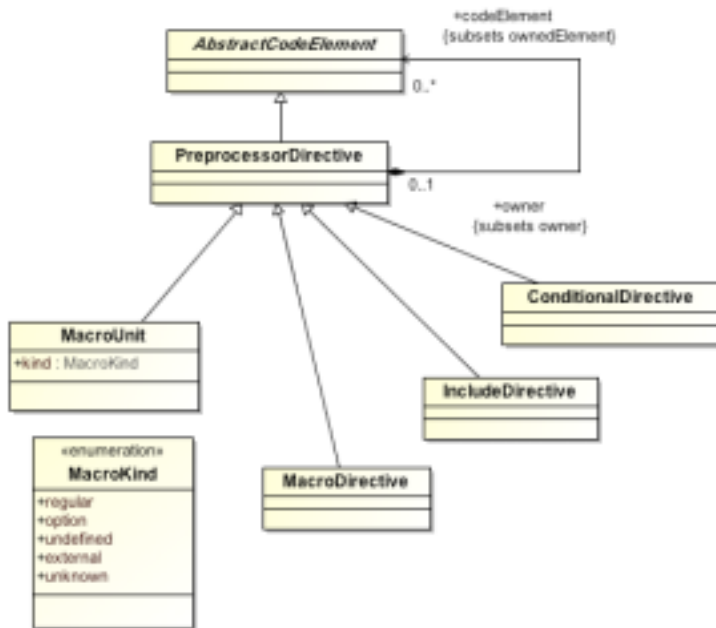 +codeElement
{subsets ownedElement}
AbstractCodeElement
0..*
PreprocessorDirective
0..1
+owner
{subsets owner}
ConditionalDirective
MacroUnit
+kind : MacroKind
IncludeDirective
«enumeration»
MacroKind
+regular
+option
+undefined
+external
+unknown
MacroDirective